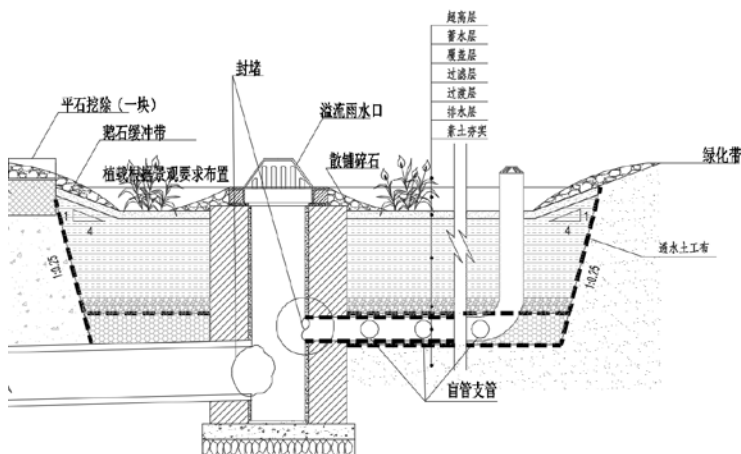 超高层
蓄水层
覆盖层
过滤层
过渡层
排水层
素土夯实
封堵
平石挖除（一块）
溢流雨水口
鹅石缓冲带
散铺碎石
绿化带
植被根据景观要求布置
1
4
1
4
透水土工布
1:0.25
1:0.25
盲管支管